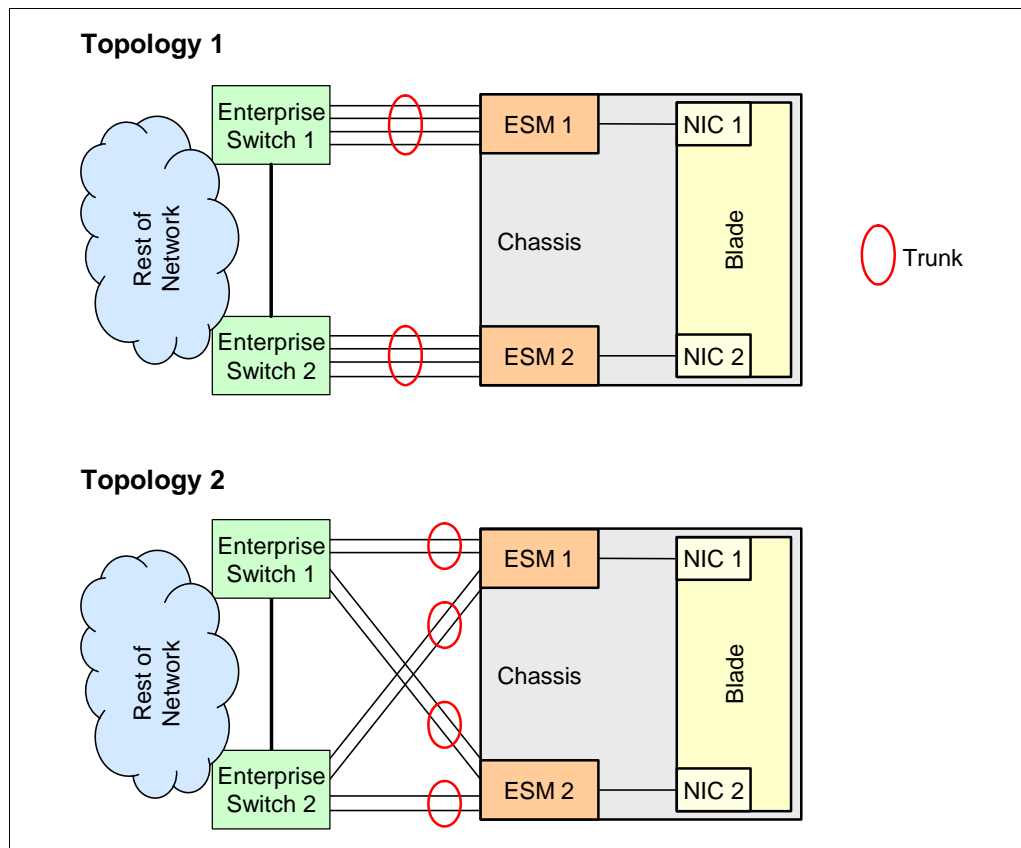 Topology 1
Enterprise
Switch 1
ESM 1
NIC 1
Rest of
Network
Chassis
Blade
Trunk
Enterprise
Switch 2
ESM 2
NIC 2
Topology 2
Enterprise
Switch 1
ESM 1
NIC 1
Rest of
Network
Chassis
Blade
Enterprise
Switch 2
ESM 2
NIC 2